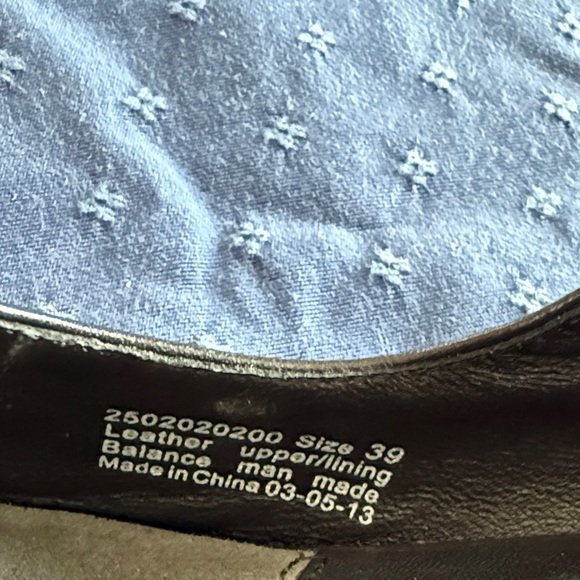 2502020200 Size 39
Leather upper/lining
Balance man made
Made in China 03-05-13